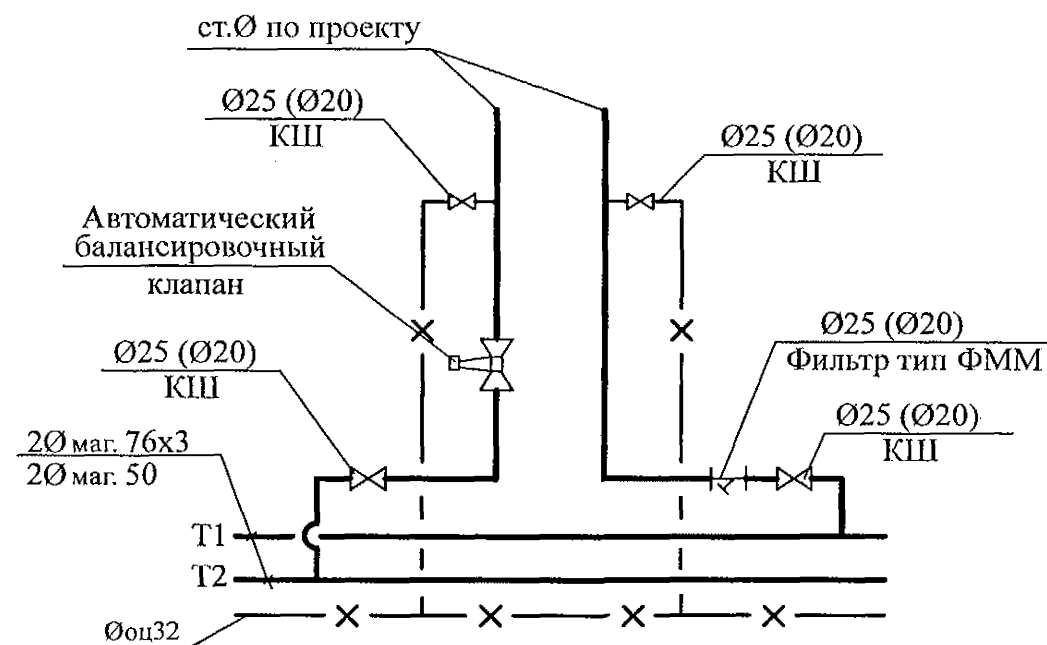 ст.Ø по проекту
Ø25 (Ø20)
КШ
Ø25 (Ø20)
КШ
Автоматический
балансировочный
клапан
Ø25 (Ø20)
Фильтр тип ФММ
Ø25 (Ø20)
КШ
Ø25 (Ø20)
КШ
2Ø маг. 76х3
2Ø маг. 50
Т1
Т2
Øоц32